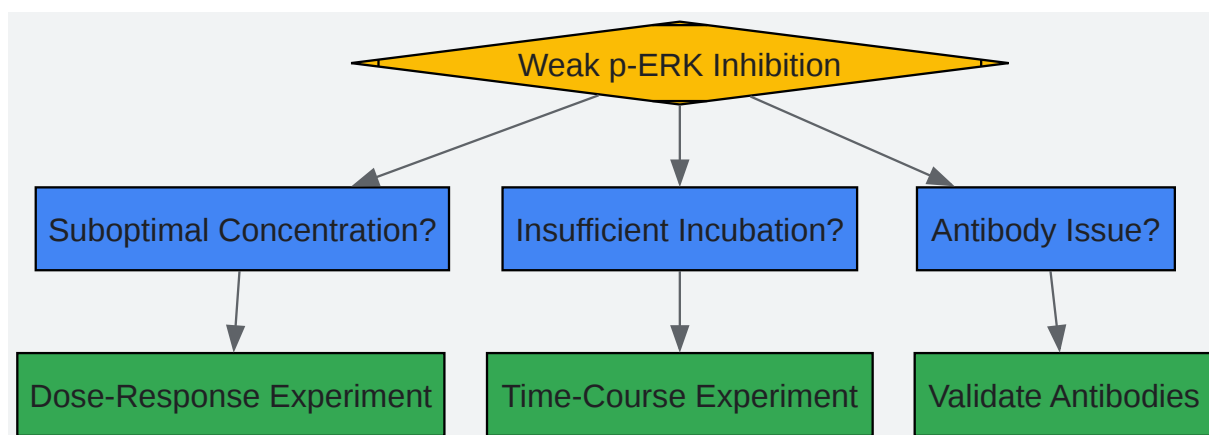 Weak p-ERK Inhibition
Suboptimal Concentration?
Insufficient Incubation?
Antibody Issue?
Dose-Response Experiment
Time-Course Experiment
Validate Antibodies